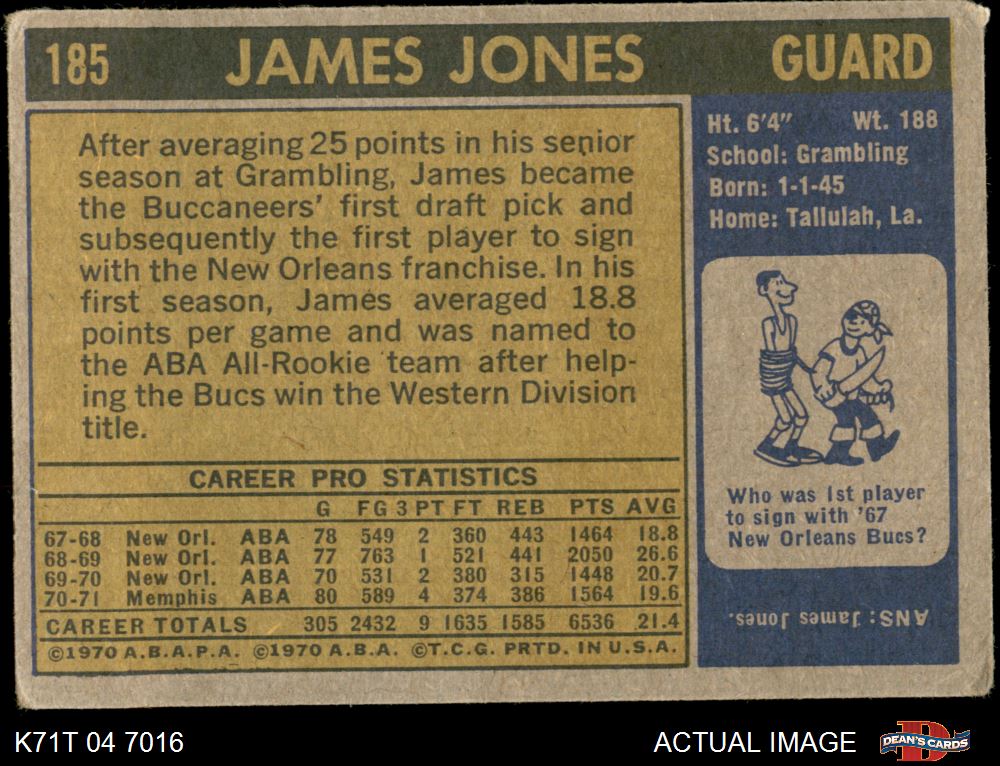 185 JAMES JONES GUARD
After averaging 25 points in his senior
season at Grambling, James became
the Buccaneers' first draft pick and
subsequently the first player to sign
with the New Orleans franchise. In his
first season, James averaged 18.8
points per game and was named to
the ABA All-Rookie team after help-
ing the Bucs win the Western Division
title.
CAREER PRO STATISTICS
G FG 3 PT FT REB PTS AVG
67-68 New Orl. ABA 78 549 2 360 443 1464 18.8
68-69 New Orl. ABA 77 763 1 521 441 2050 26.6
69-70 New Orl. ABA 70 531 2 380 315 1448 20.7
70-71 Memphis ABA 80 589 4 374 386 1564 19.6
CAREER TOTALS 305 2432 9 1635 1585 6536 21.4
©1970 A.B.A.P.A. ©1970 A.B.A. ©T.C.G. PRTD. IN U.S.A.
Ht. 6'4" Wt. 188
School: Grambling
Born: 1-1-45
Home: Tallulah, La.
Who was 1st player
to sign with '67
New Orleans Bucs?
ANS: James Jones.
K71T 04 7016 ACTUAL IMAGE DEAN'S CARDS